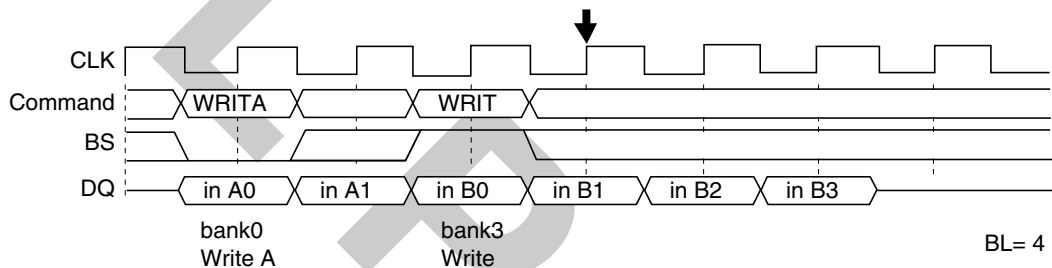 CLK
Command WRITA WRIT
BS
DQ in A0 in A1 in B0 in B1 in B2 in B3
bank0 bank3
Write A Write
BL= 4